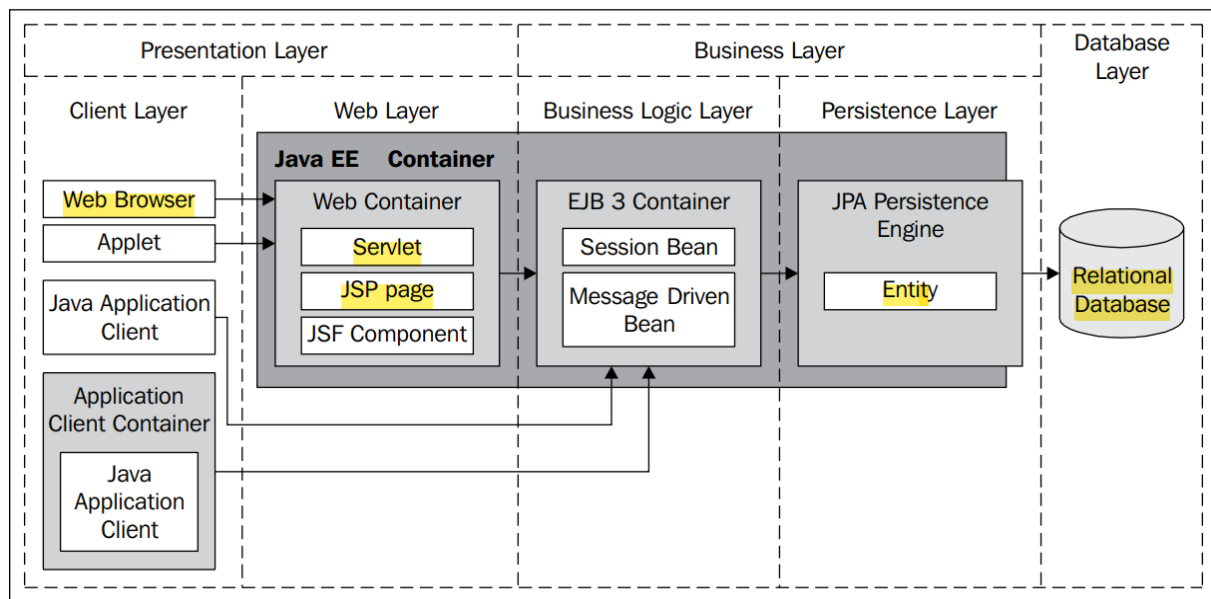 Presentation Layer
Business Layer
Database
Layer
Client Layer
Web Layer
Business Logic Layer
Persistence Layer
Java EE Container
Web Browser
Applet
Java Application
Client
Application
Client Container
Java
Application
Client
Web Container
Servlet
JSP page
JSF Component
EJB 3 Container
Session Bean
Message Driven
Bean
JPA Persistence
Engine
Entity
Relational
Database